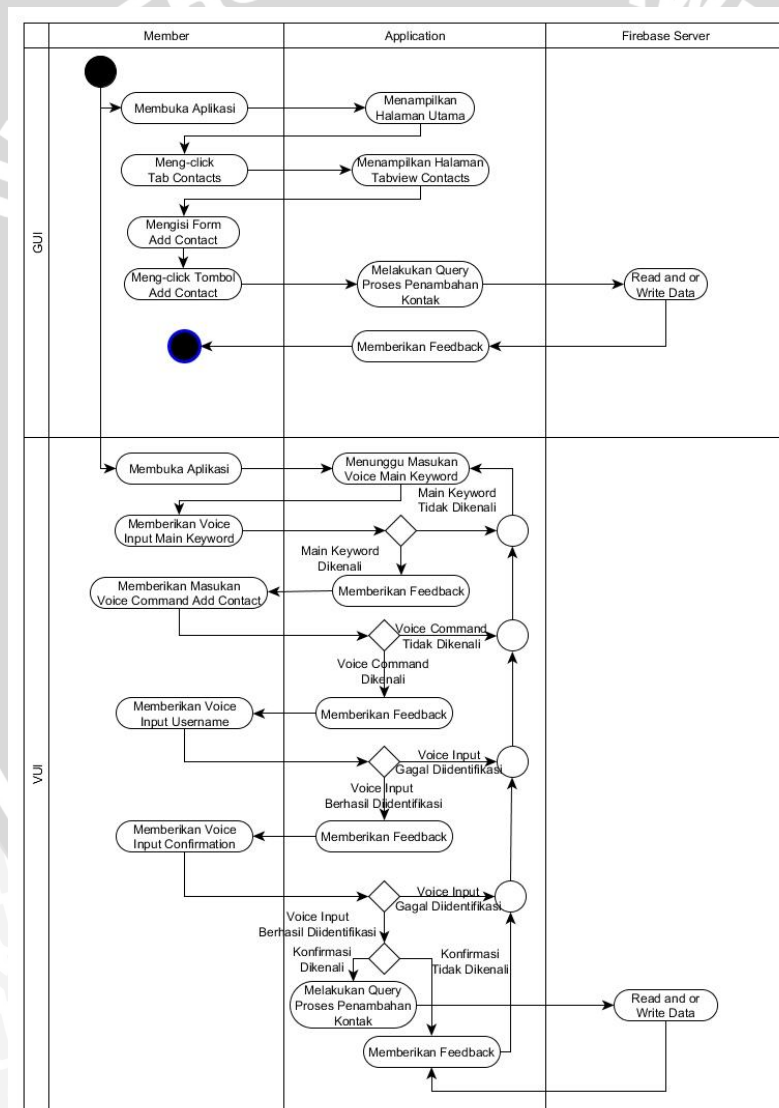 Member
Application
Firebase Server
GUI
Membuka Aplikasi
Menampilkan
Halaman Utama
Meng-click
Tab Contacts
Menampilkan Halaman
Tabview Contacts
Mengisi Form
Add Contact
Meng-click Tombol
Add Contact
Melakukan Query
Proses Penambahan
Kontak
Read and or
Write Data
Memberikan Feedback
VUI
Membuka Aplikasi
Menunggu Masukan
Voice Main Keyword
Main Keyword
Tidak Dikenali
Memberikan Voice
Input Main Keyword
Main Keyword
Dikenali
Memberikan Masukan
Voice Command Add Contact
Memberikan Feedback
Voice Command
Tidak Dikenali
Voice Command
Dikenali
Memberikan Voice
Input Username
Memberikan Feedback
Voice Input
Gagal Diidentifikasi
Voice Input
Berhasil Diidentifikasi
Memberikan Voice
Input Confirmation
Memberikan Feedback
Voice Input
Gagal Diidentifikasi
Voice Input
Berhasil Diidentifikasi
Konfirmasi
Dikenali
Konfirmasi
Tidak Dikenali
Melakukan Query
Proses Penambahan
Kontak
Read and or
Write Data
Memberikan Feedback